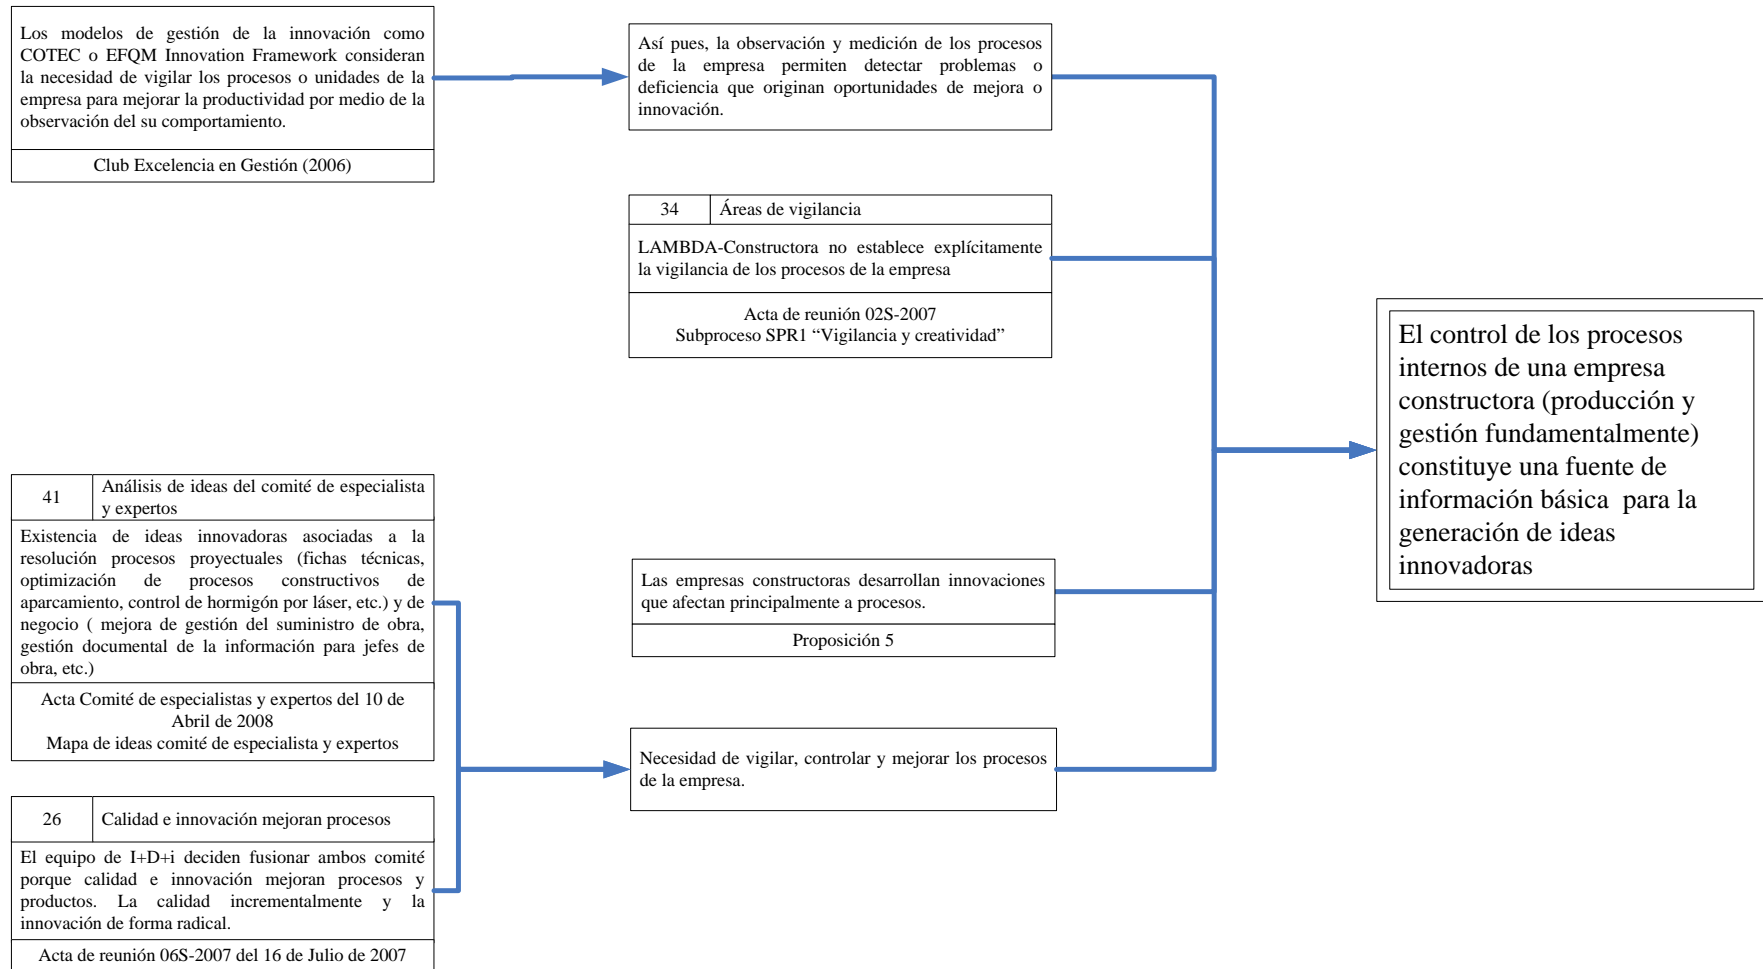 Los modelos de gestión de la innovación como
COTEC o EFQM Innovation Framework consideran
la necesidad de vigilar los procesos o unidades de la
empresa para mejorar la productividad por medio de la
observación del su comportamiento.
Club Excelencia en Gestión (2006)
Así pues, la observación y medición de los procesos
de la empresa permiten detectar problemas o
deficiencia que originan oportunidades de mejora o
innovación.
34
Áreas de vigilancia
LAMBDA-Constructora no establece explícitamente
la vigilancia de los procesos de la empresa
Acta de reunión 02S-2007
Subproceso SPR1 “Vigilancia y creatividad”
41
Análisis de ideas del comité de especialista
y expertos
Existencia de ideas innovadoras asociadas a la
resolución procesos proyectuales (fichas técnicas,
optimización de procesos constructivos de
aparcamiento, control de hormigón por láser, etc.) y de
negocio ( mejora de gestión del suministro de obra,
gestión documental de la información para jefes de
obra, etc.)
Acta Comité de especialistas y expertos del 10 de
Abril de 2008
Mapa de ideas comité de especialista y expertos
26
Calidad e innovación mejoran procesos
El equipo de I+D+i deciden fusionar ambos comité
porque calidad e innovación mejoran procesos y
productos. La calidad incrementalmente y la
innovación de forma radical.
Acta de reunión 06S-2007 del 16 de Julio de 2007
Las empresas constructoras desarrollan innovaciones
que afectan principalmente a procesos.
Proposición 5
Necesidad de vigilar, controlar y mejorar los procesos
de la empresa.
El control de los procesos
internos de una empresa
constructora (producción y
gestión fundamentalmente)
constituye una fuente de
información básica  para la
generación de ideas
innovadoras